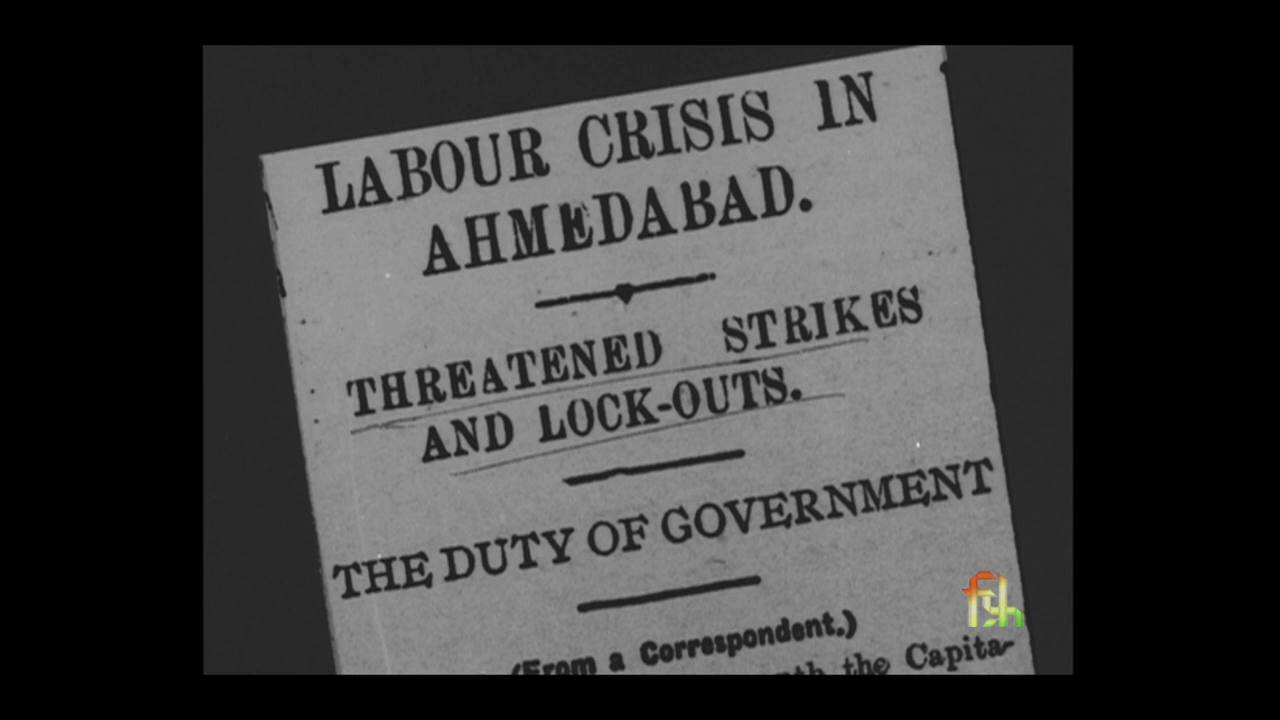 LABOUR CRISIS IN
AHMEDABAD.
THREATENED STRIKES
AND LOCK-OUTS.
THE DUTY OF GOVERNMENT
(From a Correspondent.)
the Capita-